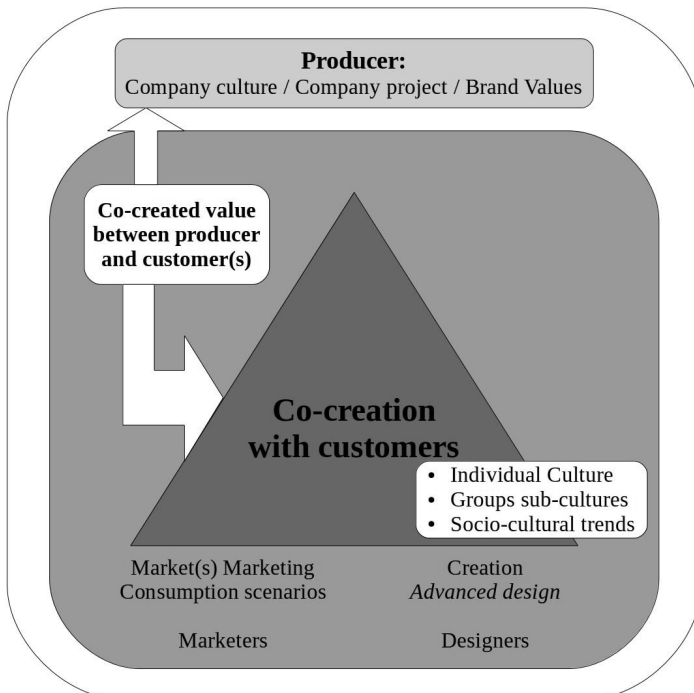 Producer:
Company culture / Company project / Brand Values
Co-created value
between producer
and customer(s)
Co-creation
with customers
• Individual Culture
• Groups sub-cultures
• Socio-cultural trends
Market(s) Marketing
Consumption scenarios
Creation
Advanced design
Marketers
Designers